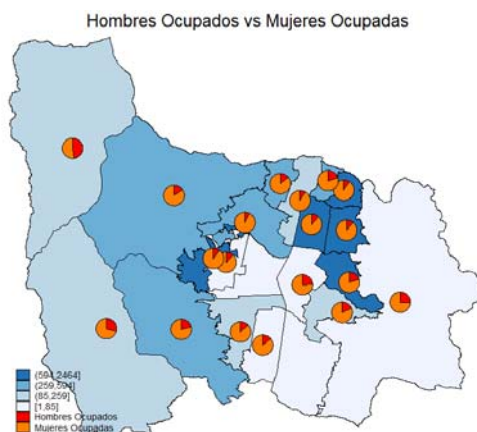 Hombres Ocupados vs Mujeres Ocupadas
(594,2464]
(259,594]
(85,259]
[1,85]
Hombres Ocupados
Mujeres Ocupadas